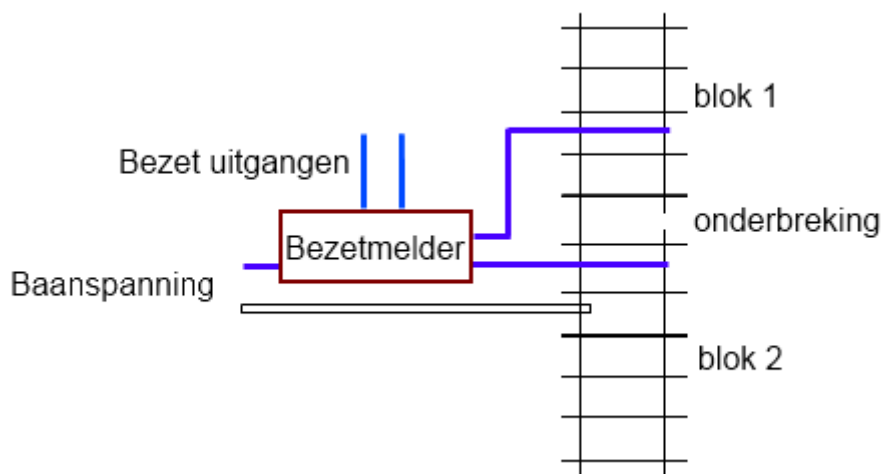 blok 1
Bezet uitgangen
onderbreking
Bezetmelder
Baanspanning
blok 2